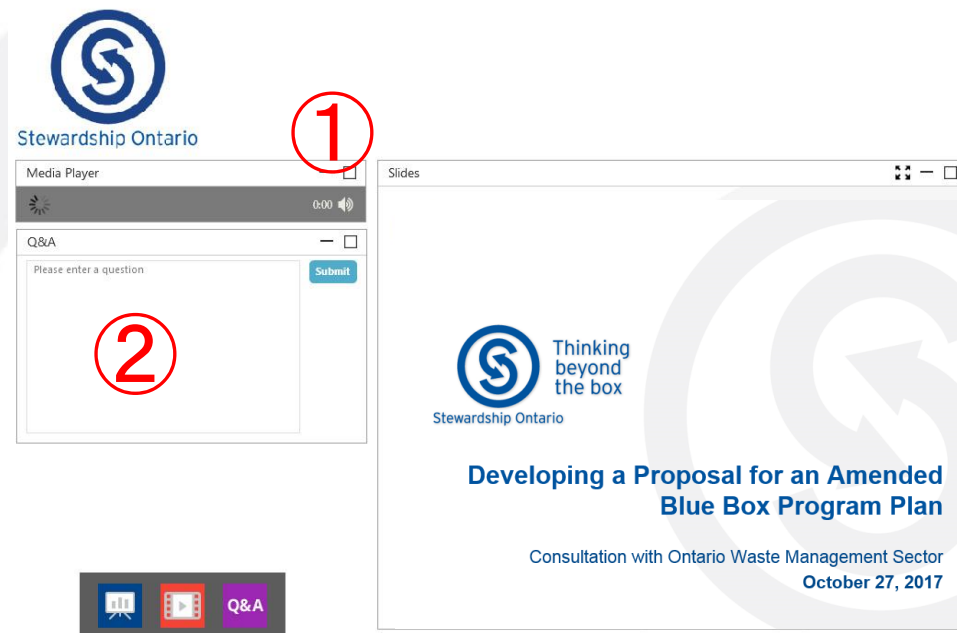 Stewardship Ontario
①
Media Player
0:00
Q&A
Please enter a question
Submit
②
Slides
Thinking
beyond
the box
Stewardship Ontario
Developing a Proposal for an Amended
Blue Box Program Plan
Consultation with Ontario Waste Management Sector
October 27, 2017
Q&A